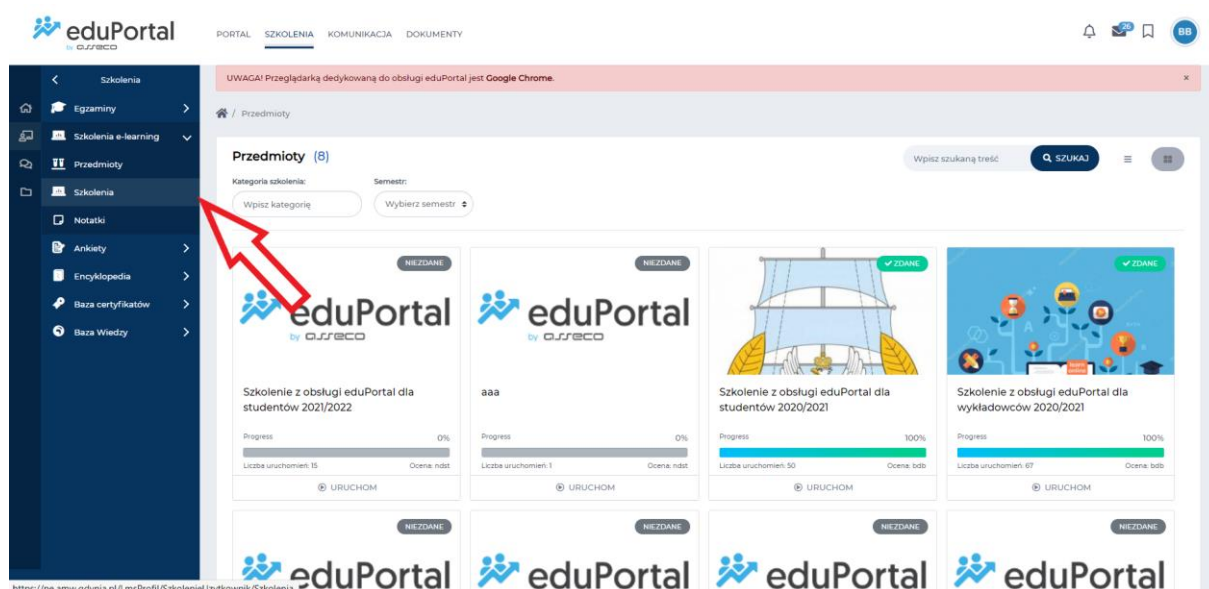 eduPortal
by asseco
PORTAL SZKOLENIA KOMUNIKACJA DOKUMENTY
26
BB
Szkolenia
Egzaminy
Szkolenia e-learning
Przedmioty
Szkolenia
Notatki
Ankiety
Encyklopedia
Baza certyfikatów
Baza Wiedzy
UWAGA! Przeglądarką dedykowaną do obsługi eduPortal jest Google Chrome. ×
/ Przedmioty
Przedmioty (8)
Wpisz szukaną treść SZUKAJ
Kategoria szkolenia: Semestr:
Wpisz kategorię Wybierz semestr
NIEZDANE NIEZDANE ZDANE ZDANE
eduPortal eduPortal
by asseco by asseco
Szkolenie z obsługi eduPortal dla studentów 2021/2022
aaa
Szkolenie z obsługi eduPortal dla studentów 2020/2021
Szkolenie z obsługi eduPortal dla wykładowców 2020/2021
Progress 0% Progress 0% Progress 100% Progress 100%
Liczba uruchomień: 15 Ocena: ndst Liczba uruchomień: 1 Ocena: ndst Liczba uruchomień: 50 Ocena: bdb Liczba uruchomień: 67 Ocena: bdb
URUCHOM URUCHOM URUCHOM URUCHOM
NIEZDANE NIEZDANE NIEZDANE NIEZDANE
eduPortal eduPortal eduPortal eduPortal